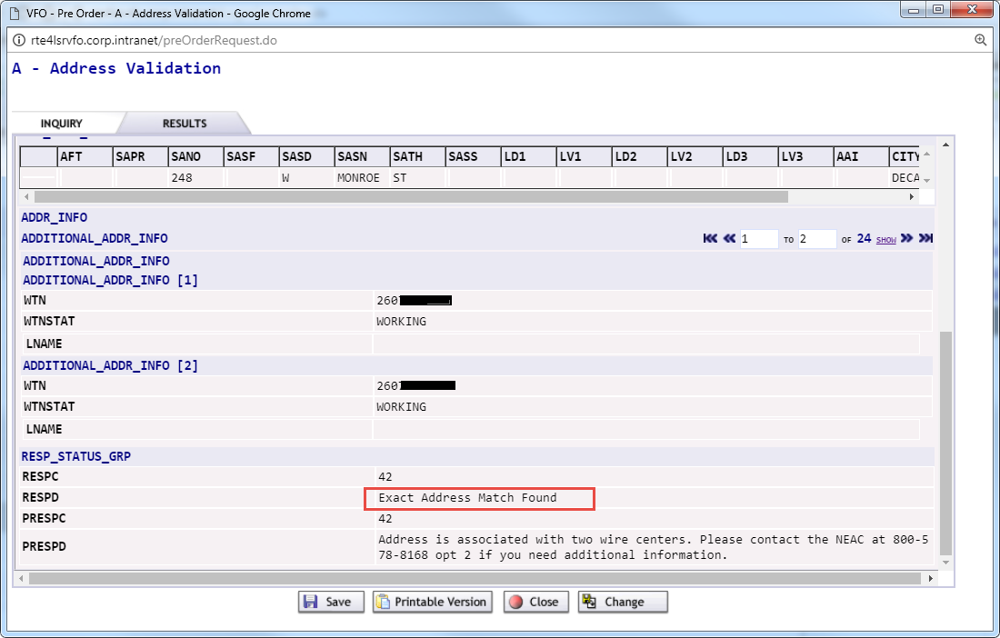 VFO - Pre Order - A - Address Validation - Google Chrome
rte4lsrvfo.corp.intranet/preOrderRequest.do
A - Address Validation
INQUIRY RESULTS
AFT SAPR SANO SASF SASD SASN SATH SASS LD1 LV1 LD2 LV2 LD3 LV3 AAI CITY
248 W MONROE ST DECA
ADDR_INFO
ADDITIONAL_ADDR_INFO 1 TO 2 OF 24 SHOW
ADDITIONAL_ADDR_INFO
ADDITIONAL_ADDR_INFO [1]
WTN 260
WTNSTAT WORKING
LNAME
ADDITIONAL_ADDR_INFO [2]
WTN 260
WTNSTAT WORKING
LNAME
RESP_STATUS_GRP
RESPC 42
RESPD Exact Address Match Found
PRESPC 42
PRESPD Address is associated with two wire centers. Please contact the NEAC at 800-5
78-8168 opt 2 if you need additional information.
Save Printable Version Close Change